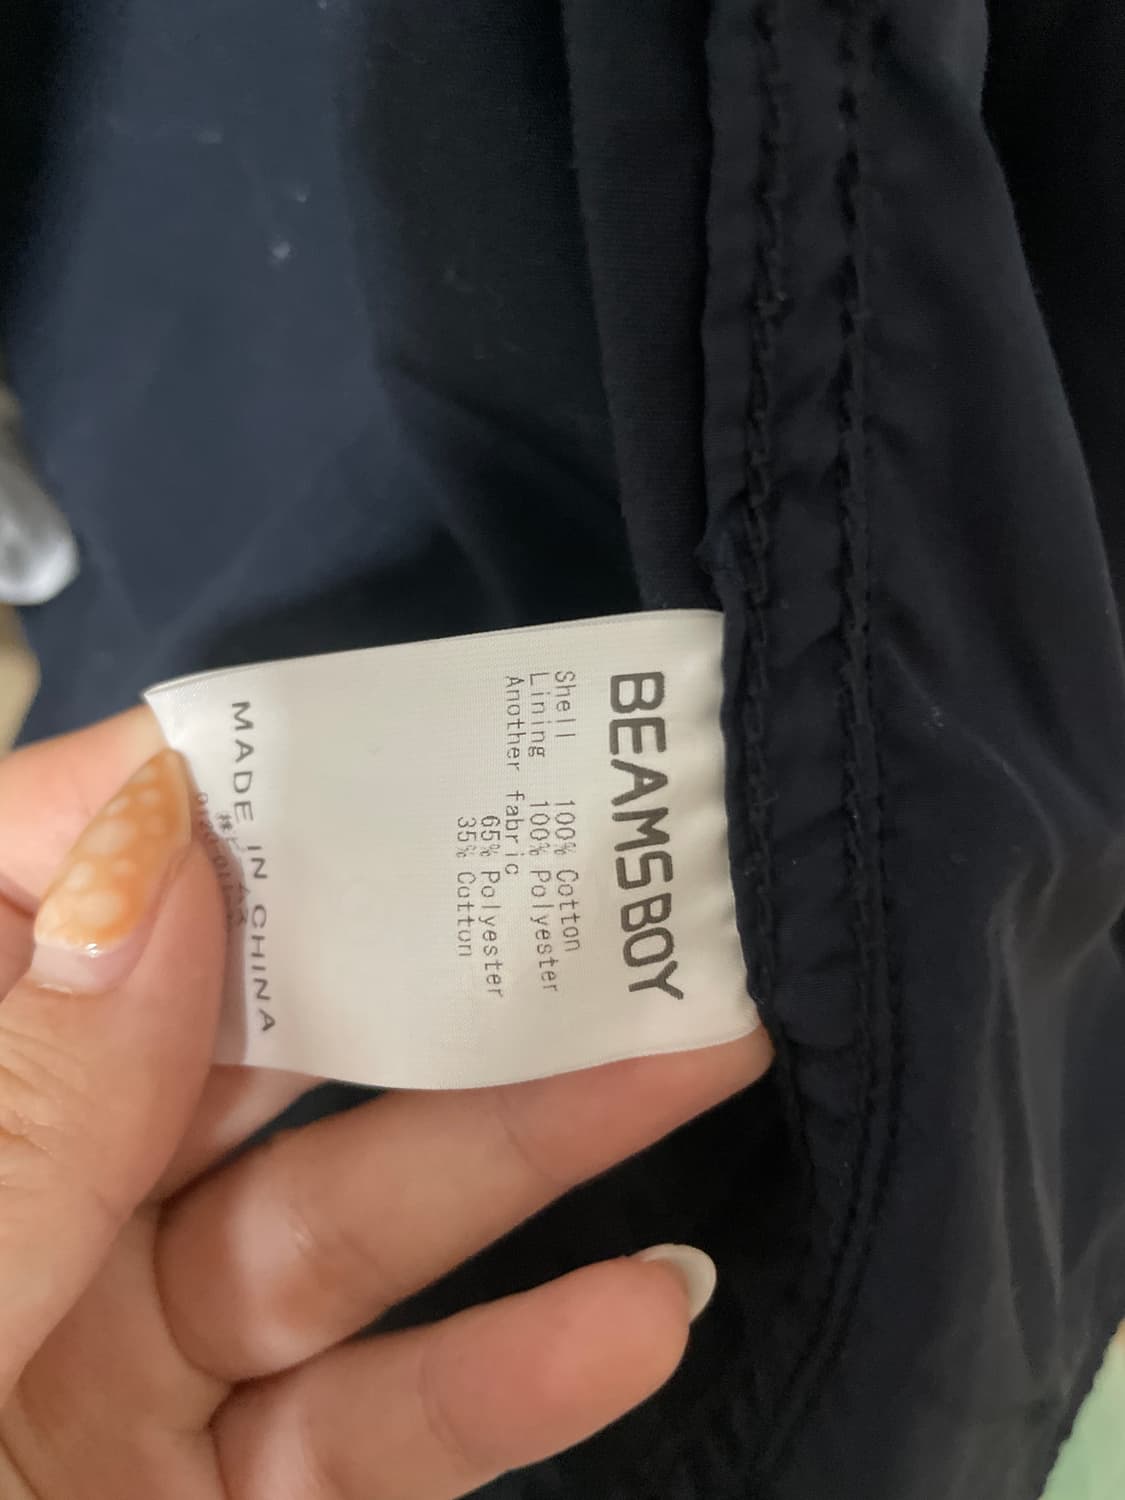 BEAMSBOY
Shell 100% Cotton
Lining 100% Polyester
Another fabric
65% Polyester
35% Cotton
MADE IN CHINA